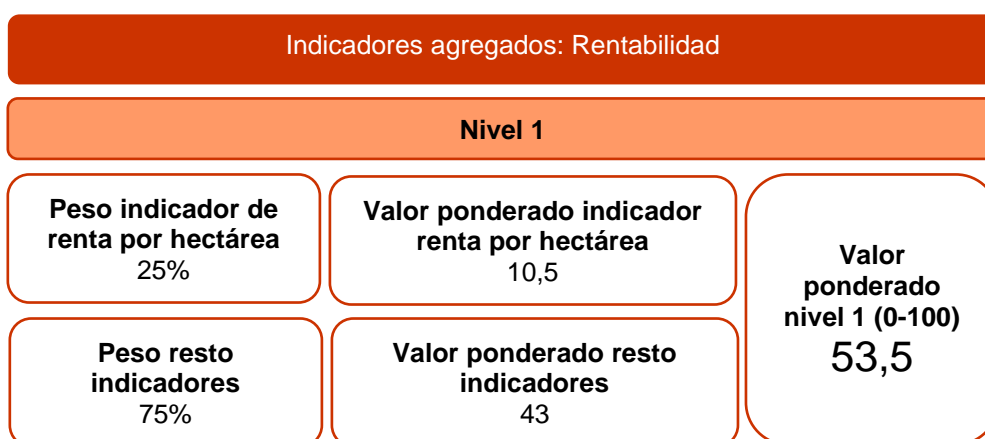 Indicadores agregados: Rentabilidad
Nivel 1
Peso indicador de
renta por hectárea
25%
Valor ponderado indicador
renta por hectárea
10,5
Peso resto
indicadores
75%
Valor ponderado resto
indicadores
43
Valor
ponderado
nivel 1 (0-100)
53,5